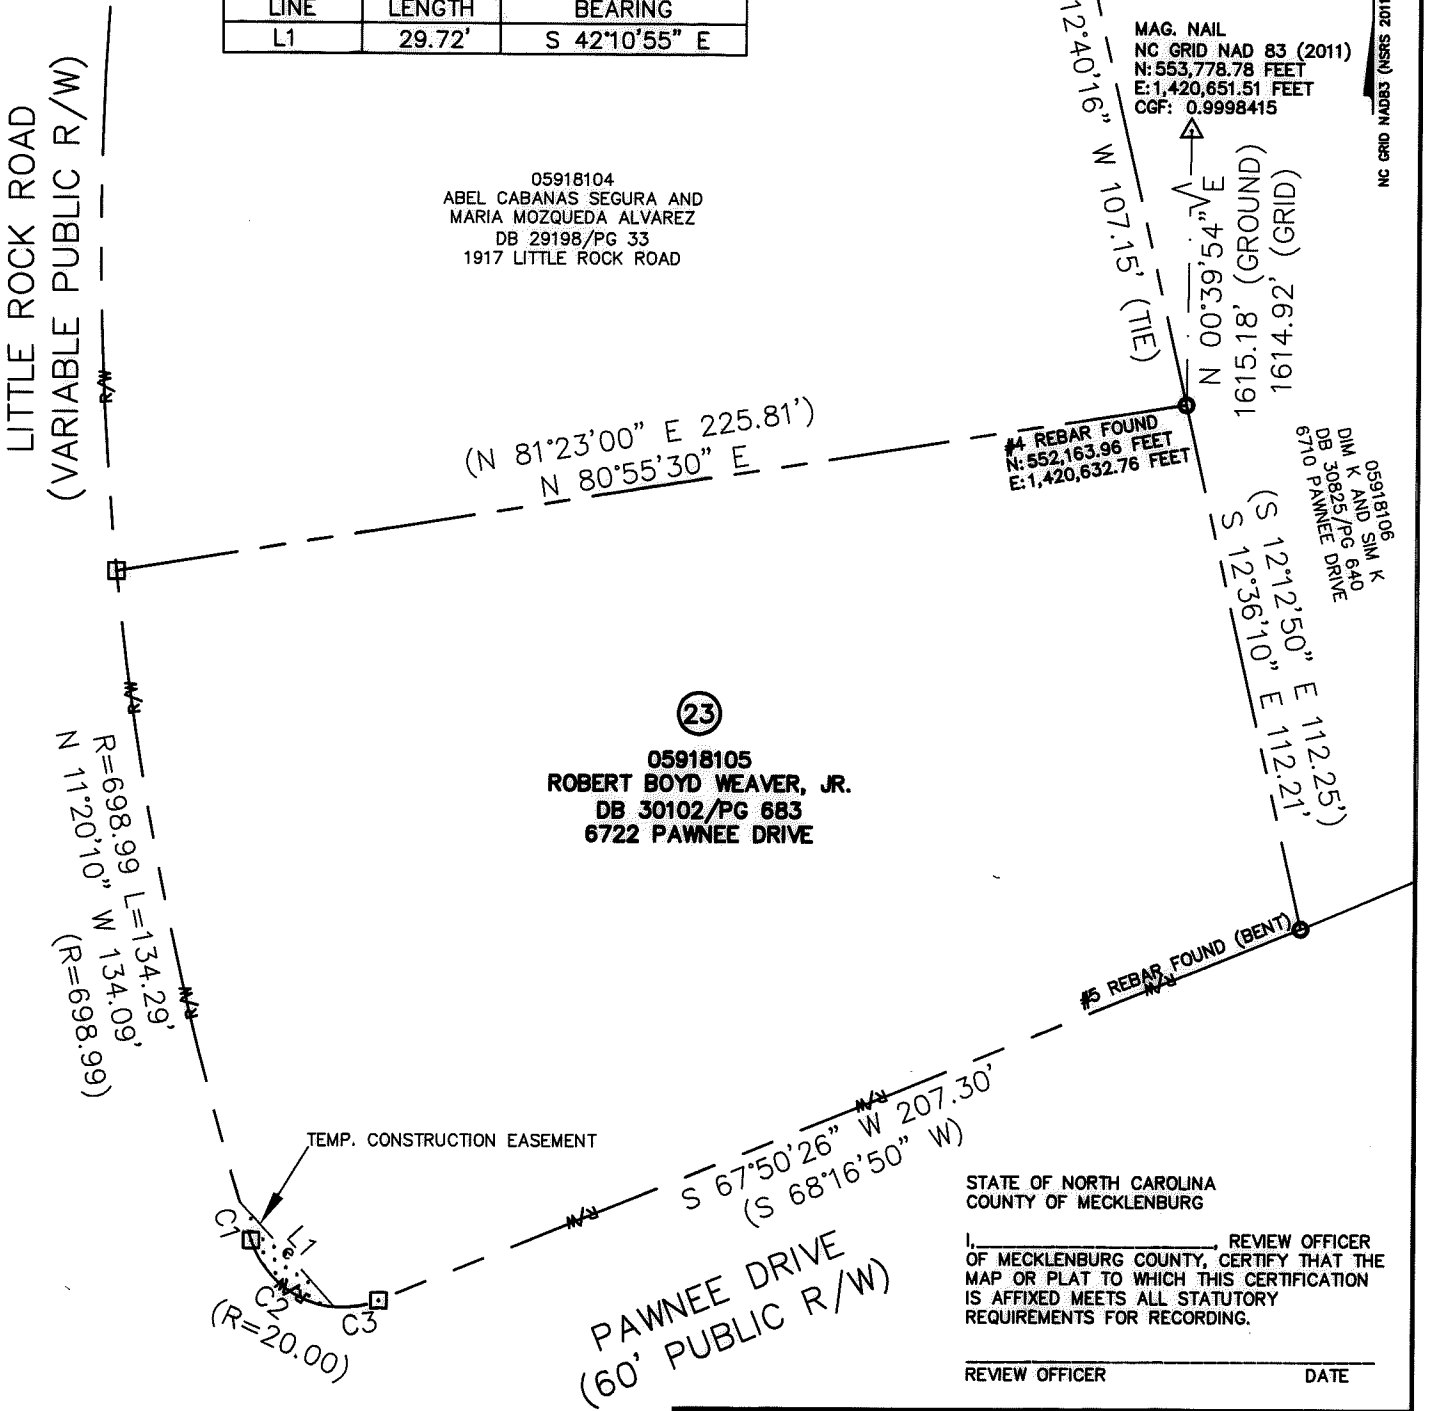 LINE LENGTH BEARING
L1 29.72' S 42°10'55" E
LITTLE ROCK ROAD
(VARIABLE PUBLIC R/W)
12°40'16" W 107.15' (TIE)
MAG. NAIL
NC GRID NAD 83 (2011)
N:553,778.78 FEET
E:1,420,651.51 FEET
CGF: 0.9998415
NC GRID NAD83 (NSRS 2011
05918104
ABEL CABANAS SEGURA AND
MARIA MOZQUEDA ALVAREZ
DB 29198/PG 33
1917 LITTLE ROCK ROAD
N 00°39'54" E
1615.18' (GROUND)
1614.92' (GRID)
R/W
(N 81°23'00" E 225.81')
N 80°55'30" E
#4 REBAR FOUND
N:552,163.96 FEET
E:1,420,632.76 FEET
05918106
DIM K AND SIM K
DB 30825/PG 640
6710 PAWNEE DRIVE
(S 12°12'50" E 112.25')
S 12°36'10" E 112.21'
R/W
23
05918105
ROBERT BOYD WEAVER, JR.
DB 30102/PG 683
6722 PAWNEE DRIVE
R=698.99 L=134.29'
N 11°20'10" W 134.09'
(R=698.99)
R/W
#5 REBAR FOUND (BENT)
R/W
R/W
S 67°50'26" W 207.30'
(S 68°16'50" W)
R/W
TEMP. CONSTRUCTION EASEMENT
C1
L1
e
R/W
C2
C3
(R=20.00)
PAWNEE DRIVE
(60' PUBLIC R/W)
STATE OF NORTH CAROLINA
COUNTY OF MECKLENBURG
I,____________________, REVIEW OFFICER
OF MECKLENBURG COUNTY, CERTIFY THAT THE
MAP OR PLAT TO WHICH THIS CERTIFICATION
IS AFFIXED MEETS ALL STATUTORY
REQUIREMENTS FOR RECORDING.
REVIEW OFFICER DATE